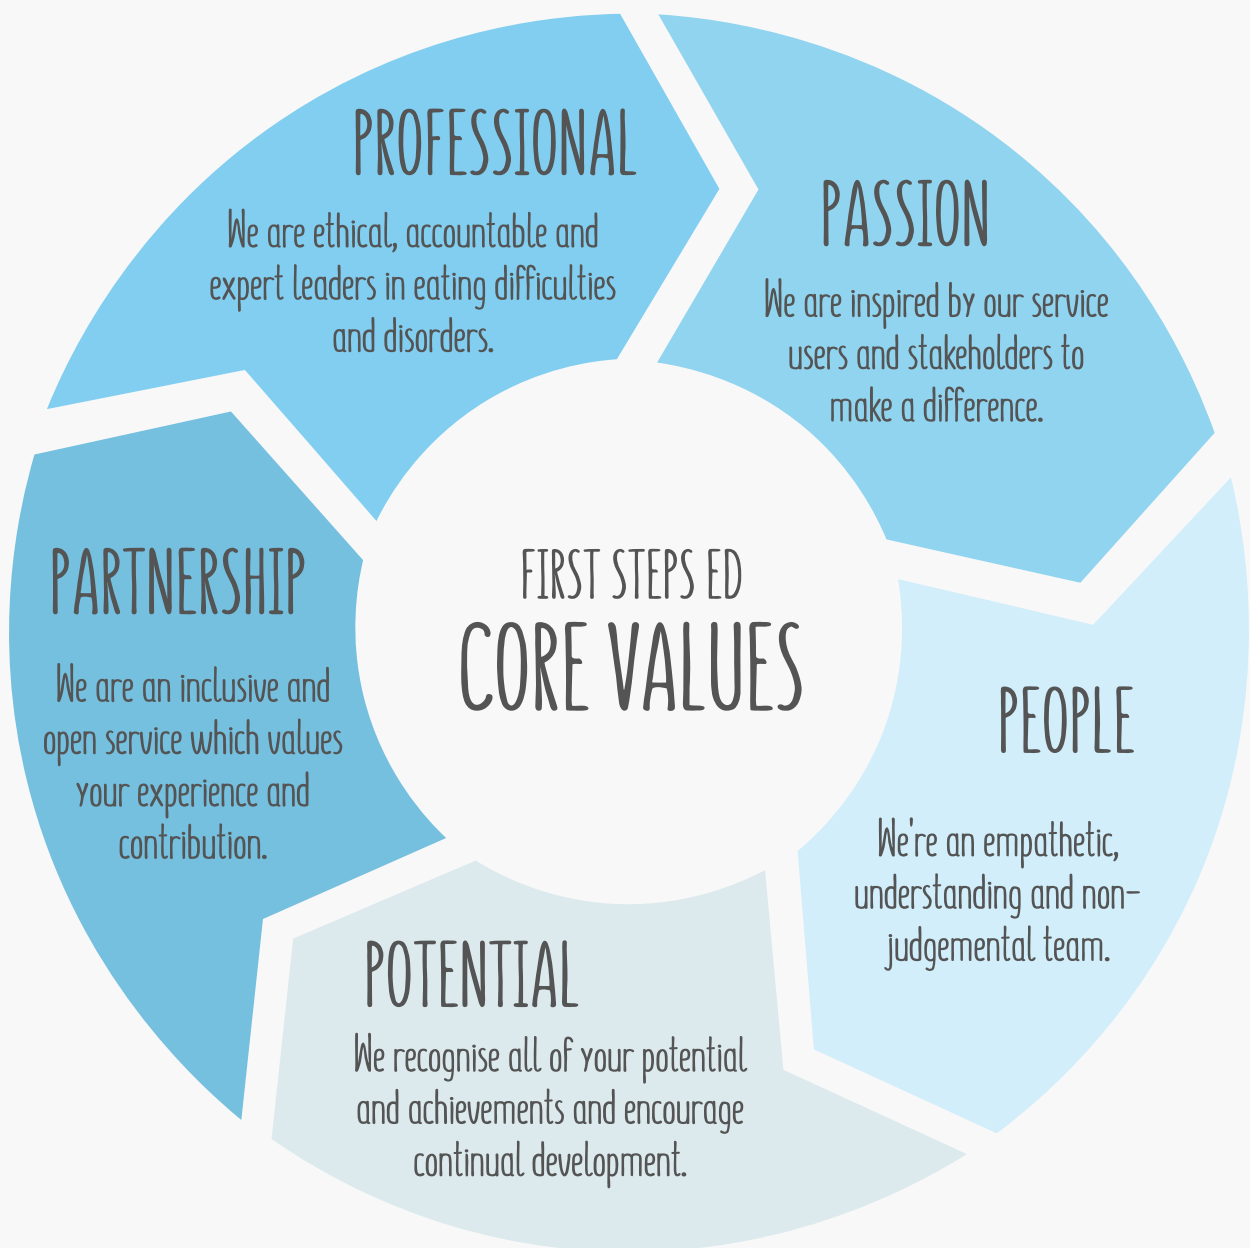 FIRST STEPS ED
CORE VALUES
PROFESSIONAL
We are ethical, accountable and
expert leaders in eating difficulties
and disorders.
PASSION
We are inspired by our service
users and stakeholders to
make a difference.
PEOPLE
We're an empathetic,
understanding and non-
judgemental team.
POTENTIAL
We recognise all of your potential
and achievements and encourage
continual development.
PARTNERSHIP
We are an inclusive and
open service which values
your experience and
contribution.